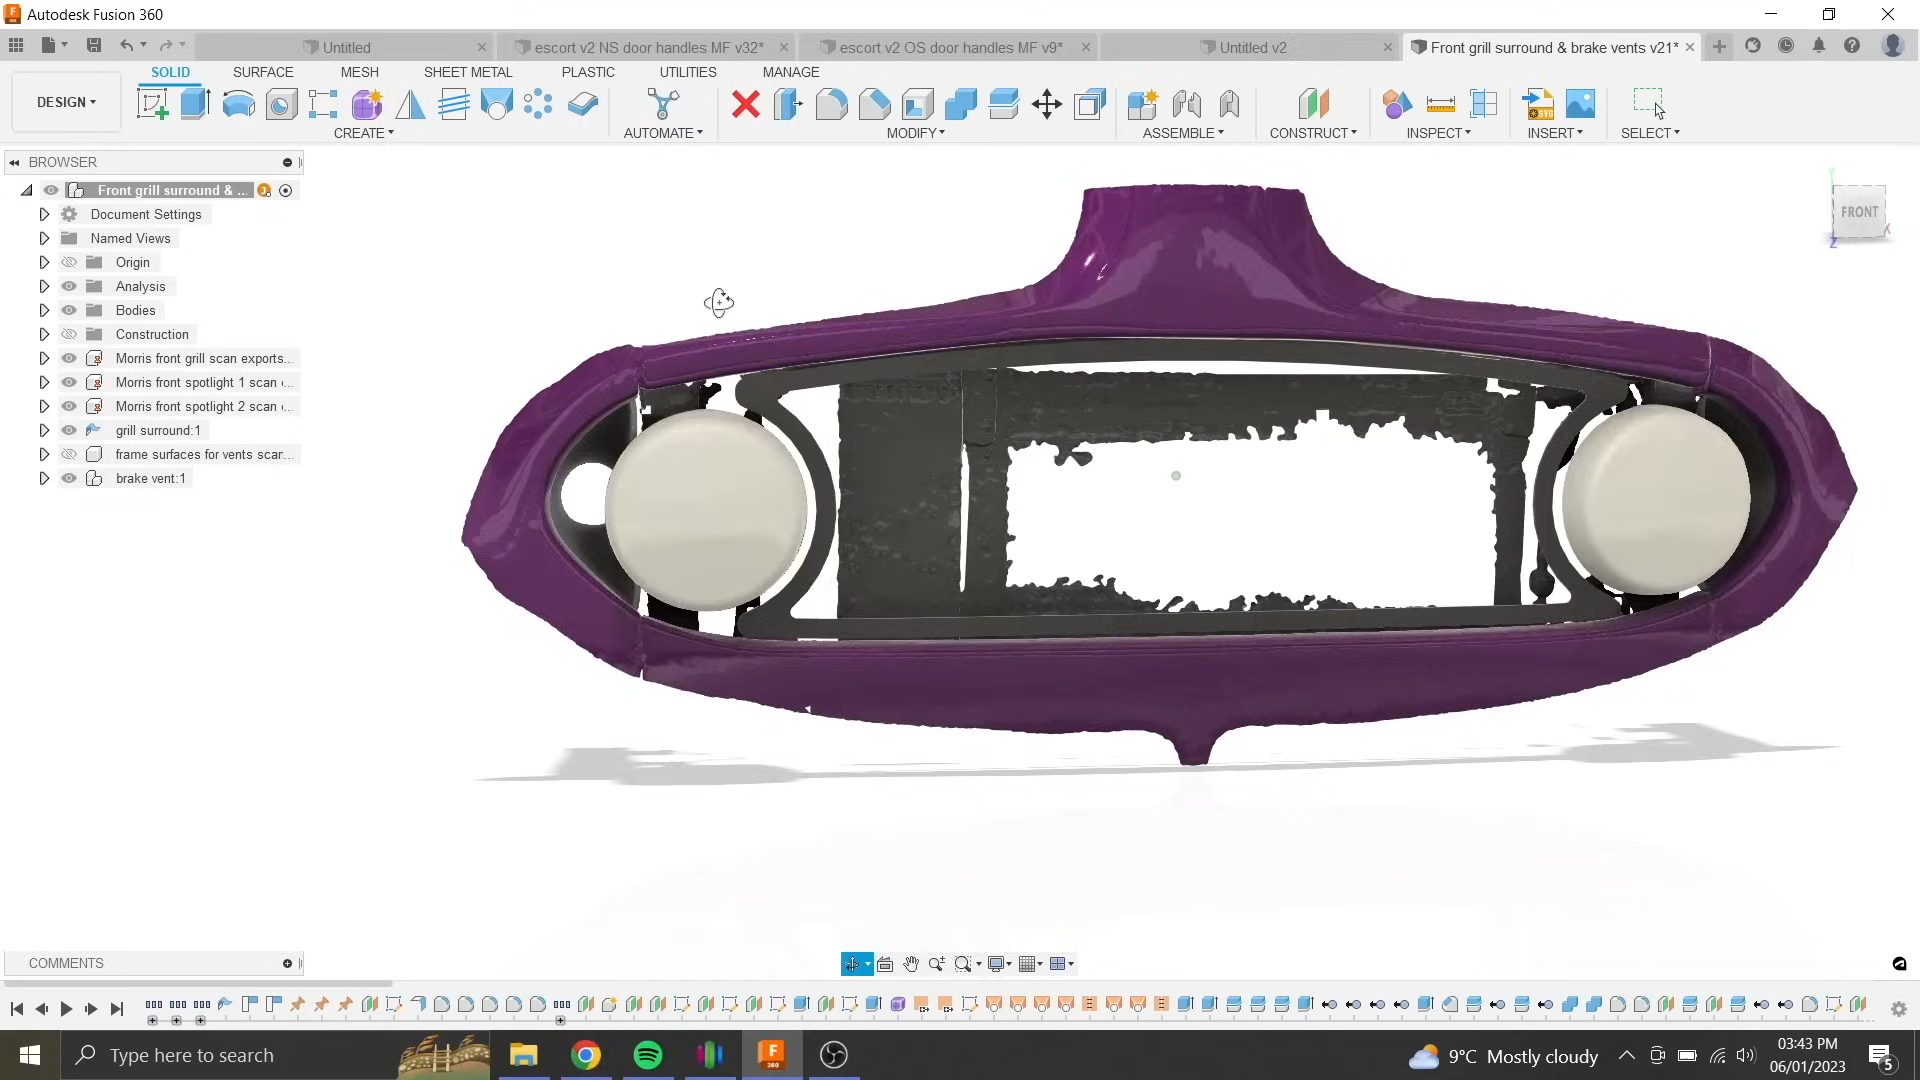 Autodesk Fusion 360
Untitled
escort v2 NS door handles MF v32*
escort v2 OS door handles MF v9*
Untitled v2
Front grill surround & brake vents v21*
SOLID
SURFACE
MESH
SHEET METAL
PLASTIC
UTILITIES
MANAGE
DESIGN
CREATE
AUTOMATE
MODIFY
ASSEMBLE
CONSTRUCT
INSPECT
INSERT
SELECT
SVG
BROWSER
Front grill surround & ...
Document Settings
Named Views
Origin
Analysis
Bodies
Construction
Morris front grill scan exports...
Morris front spotlight 1 scan
Morris front spotlight 2 scan
grill surround:1
frame surfaces for vents scar...
brake vent:1
FRONT
Y
X
Z
COMMENTS
Type here to search
F
360
9°C Mostly cloudy
03:43 PM
06/01/2023
5